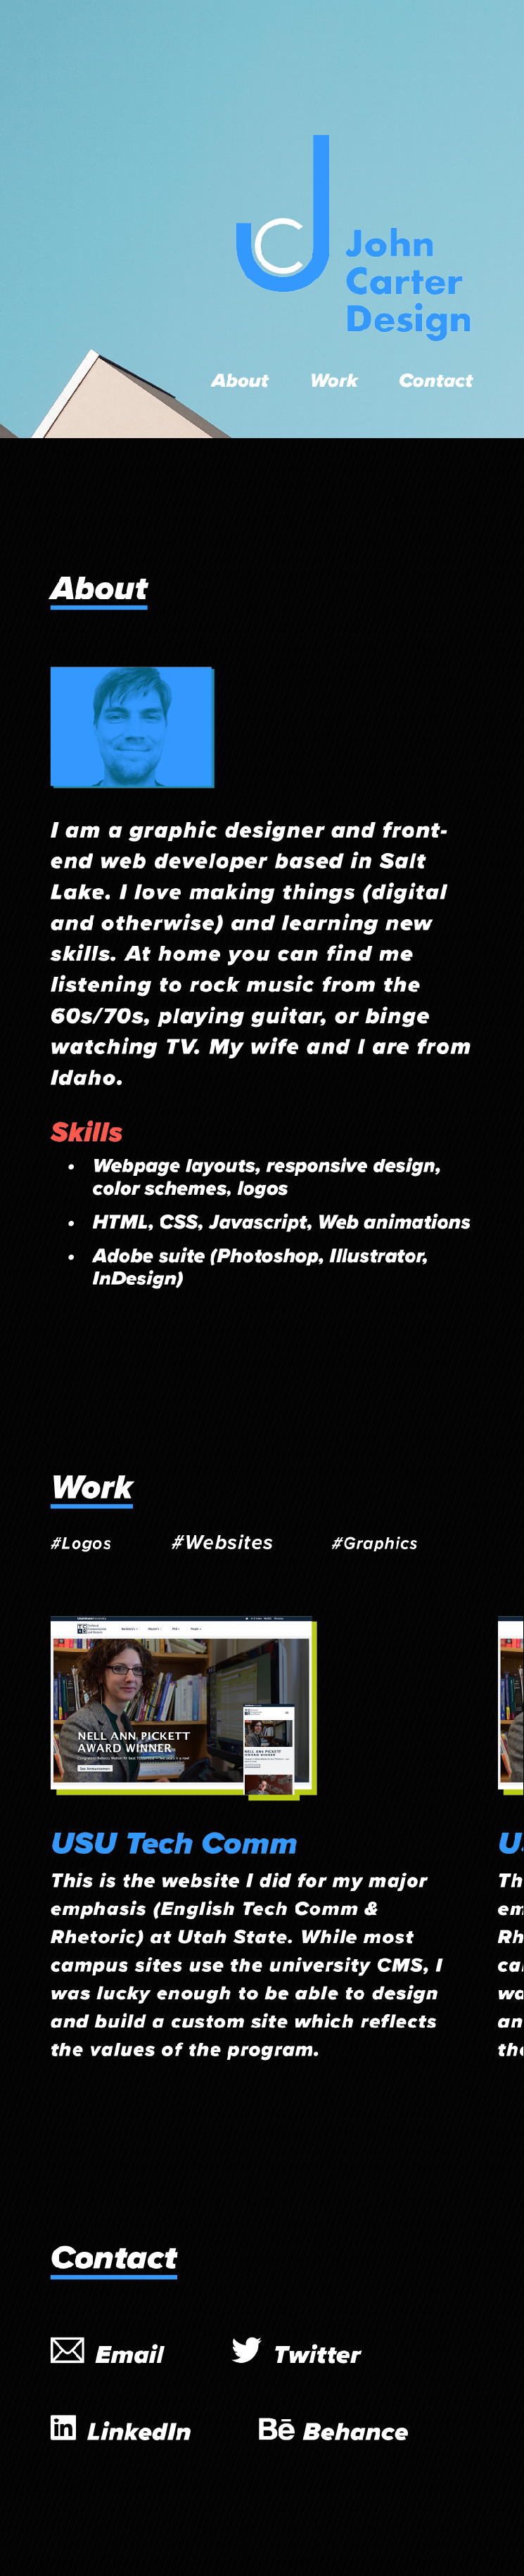 John
Carter
Design
About Work Contact
About
I am a graphic designer and front-
end web developer based in Salt
Lake. I love making things (digital
and otherwise) and learning new
skills. At home you can find me
listening to rock music from the
60s/70s, playing guitar, or binge
watching TV. My wife and I are from
Idaho.
Skills
• Webpage layouts, responsive design,
color schemes, logos
• HTML, CSS, Javascript, Web animations
• Adobe suite (Photoshop, Illustrator,
InDesign)
Work
#Logos #Websites #Graphics
NELL ANN PICKETT
AWARD WINNER
NELL ANN PICKETT
AWARD WINNER
USU Tech Comm
This is the website I did for my major
emphasis (English Tech Comm &
Rhetoric) at Utah State. While most
campus sites use the university CMS, I
was lucky enough to be able to design
and build a custom site which reflects
the values of the program.
Contact
Email Twitter
in LinkedIn Bē Behance